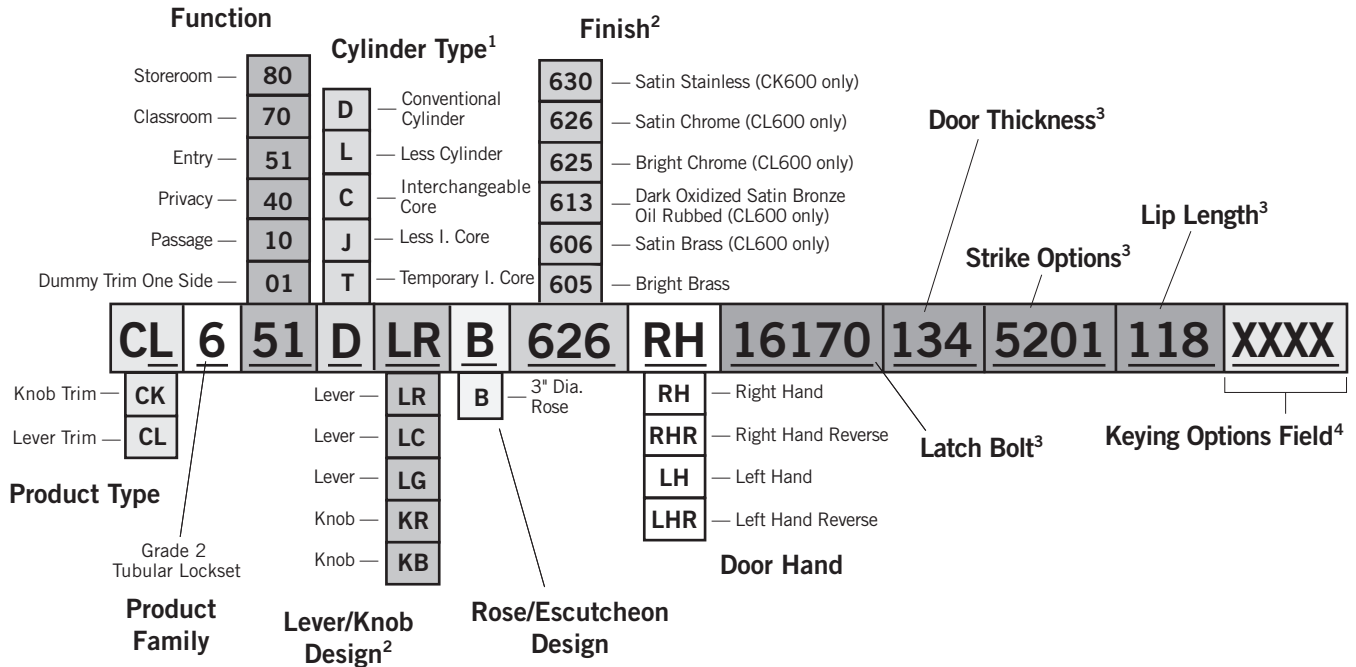 Function
Storeroom — 80
Classroom — 70
Entry — 51
Privacy — 40
Passage — 10
Dummy Trim One Side — 01
Cylinder Type¹
D — Conventional
Cylinder
L — Less Cylinder
C — Interchangeable
Core
J — Less I. Core
T — Temporary I. Core
Finish²
630 — Satin Stainless (CK600 only)
626 — Satin Chrome (CL600 only)
625 — Bright Chrome (CL600 only)
613 — Dark Oxidized Satin Bronze
Oil Rubbed (CL600 only)
606 — Satin Brass (CL600 only)
605 — Bright Brass
Door Thickness³
Strike Options³
Lip Length³
CL 6 51 D LR B 626 RH 16170 134 5201 118 XXXX
Knob Trim — CK
Lever Trim — CL
Product Type
Grade 2
Tubular Lockset
Product
Family
Lever — LR
Lever — LC
Lever — LG
Knob — KR
Knob — KB
Lever/Knob
Design²
B — 3" Dia.
Rose
Rose/Escutcheon
Design
RH — Right Hand
RHR — Right Hand Reverse
LH — Left Hand
LHR — Left Hand Reverse
Door Hand
Latch Bolt³
Keying Options Field⁴